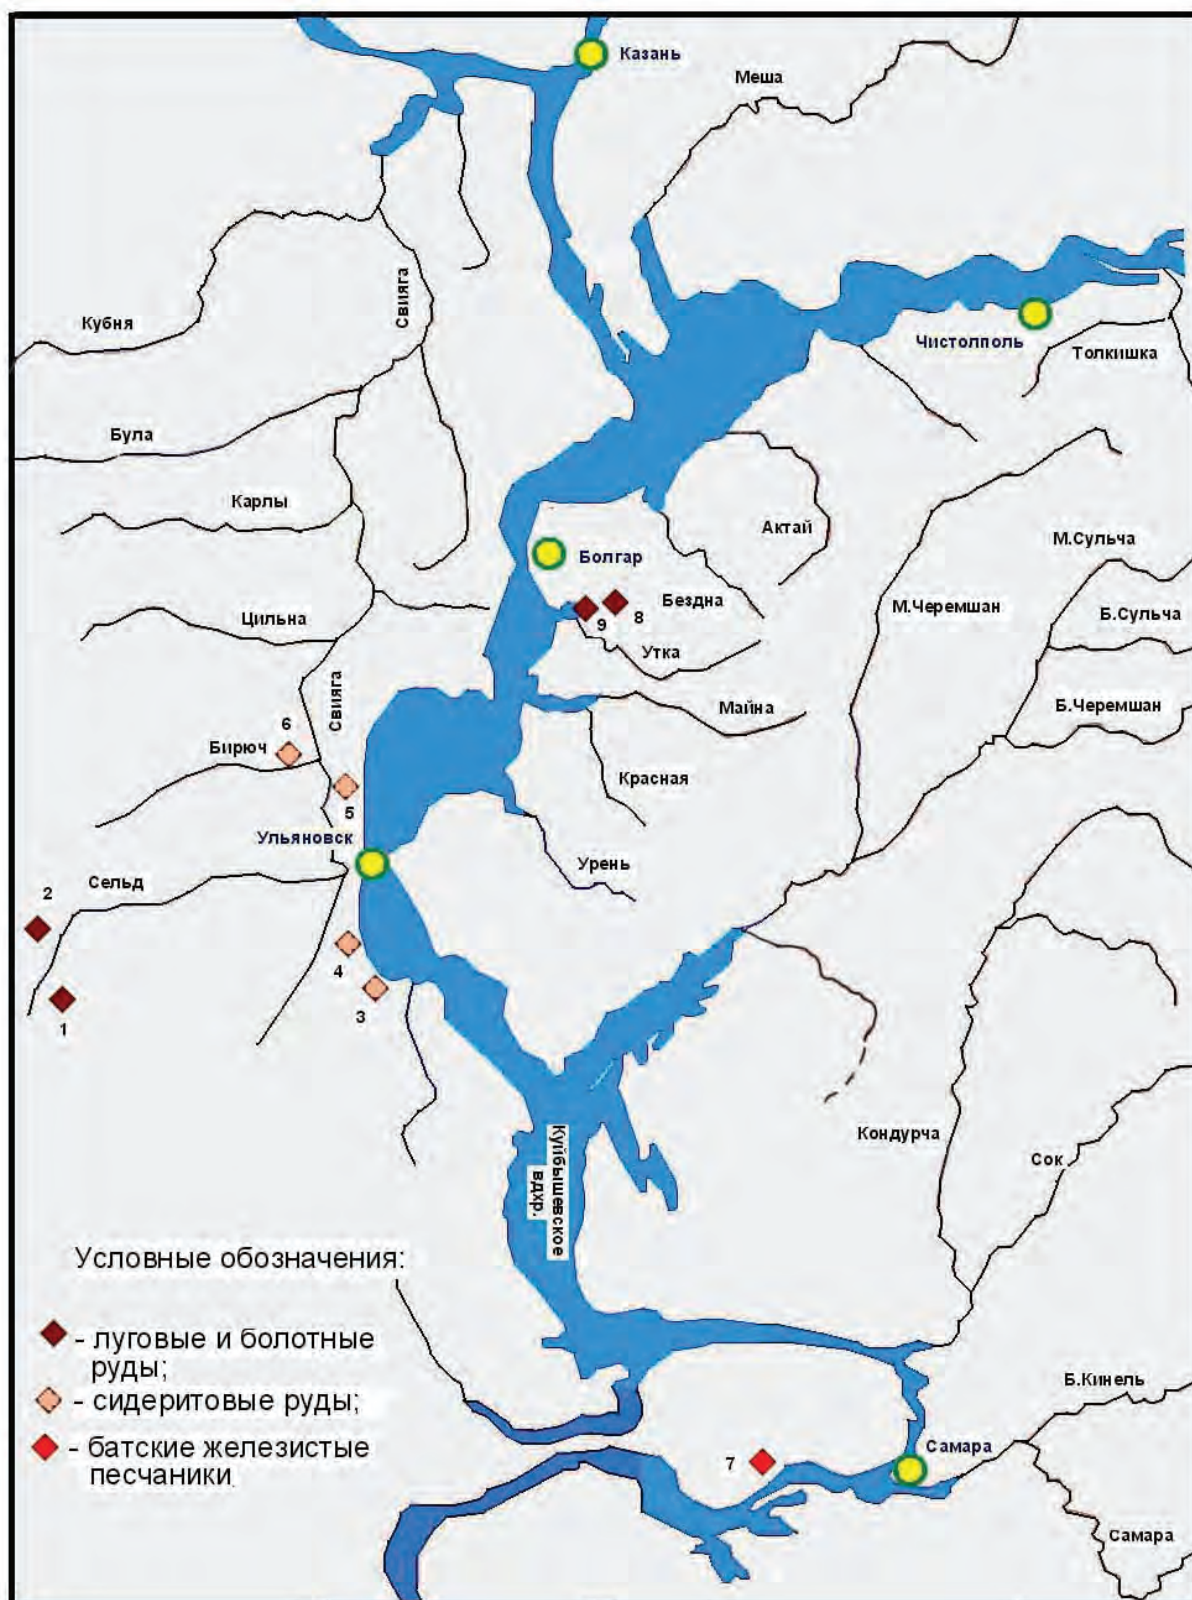 Казань
Меша
Свияга
Кубня
Чистолполь
Толкишка
Була
Карлы
Актай
М.Сульча
Болгар
Бездна
М.Черемшан
Б.Сульча
Цильна
9
8
Утка
Свияга
Майна
Б.Черемшан
6
Бирюч
Красная
5
Ульяновск
Урень
2
Сельд
4
3
1
Куйбышевское
вдхр.
Кондурча
Сок
Условные обозначения:
- луговые и болотные
руды;
- сидеритовые руды;
- батские железистые
песчаники
Б.Кинель
7
Самара
Самара